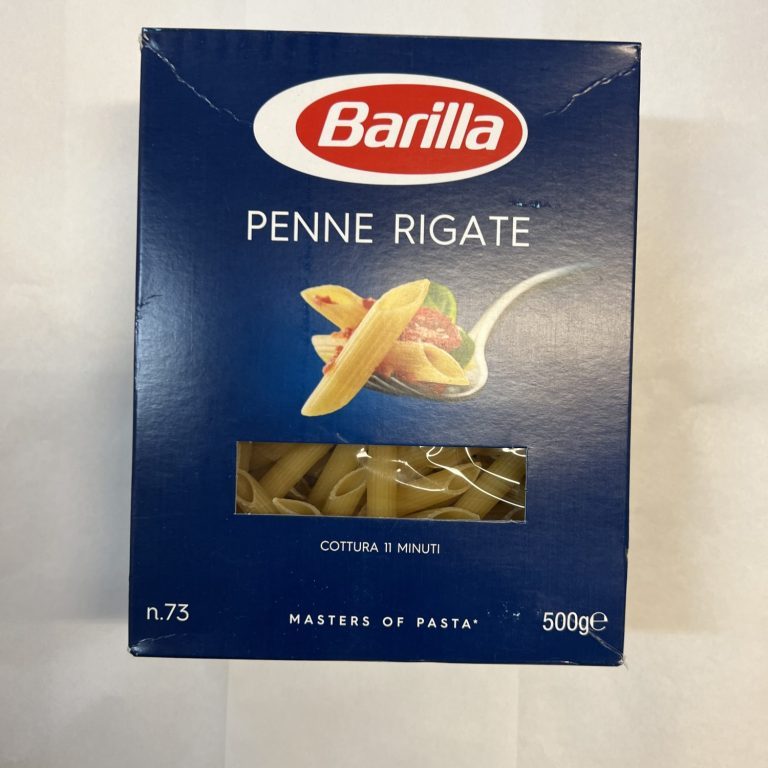 Barilla
PENNE RIGATE
COTTURA 11 MINUTI
n.73
MASTERS OF PASTA*
500g℮